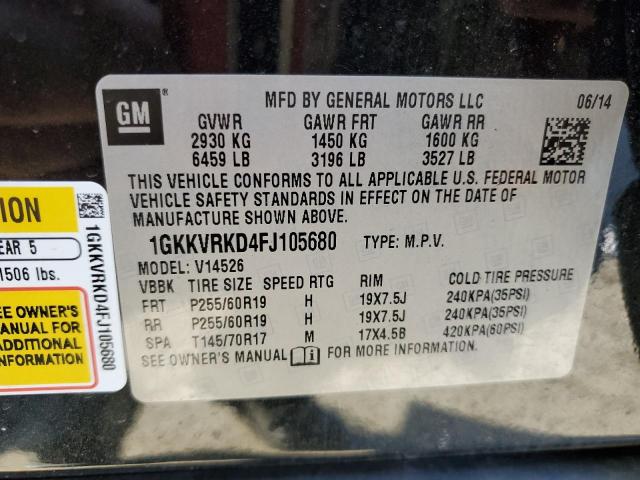 GM ®
MFD BY GENERAL MOTORS LLC 06/14
GVWR GAWR FRT GAWR RR
2930 KG 1450 KG 1600 KG
6459 LB 3196 LB 3527 LB
THIS VEHICLE CONFORMS TO ALL APPLICABLE U.S. FEDERAL MOTOR
VEHICLE SAFETY STANDARDS IN EFFECT ON THE DATE OF
MANUFACTURE SHOWN ABOVE.
1GKKVRKD4FJ105680 TYPE: M.P.V.
MODEL: V14526
VBBK TIRE SIZE SPEED RTG RIM COLD TIRE PRESSURE
FRT P255/60R19 H 19X7.5J 240KPA(35PSI)
RR P255/60R19 H 19X7.5J 240KPA(35PSI)
SPA T145/70R17 M 17X4.5B 420KPA(60PSI)
SEE OWNER'S MANUAL FOR MORE INFORMATION.
TION
EAR 5
1506 lbs.
EE OWNER'S
MANUAL FOR
ADDITIONAL
FORMATION
1GKKVRKD4FJ105680